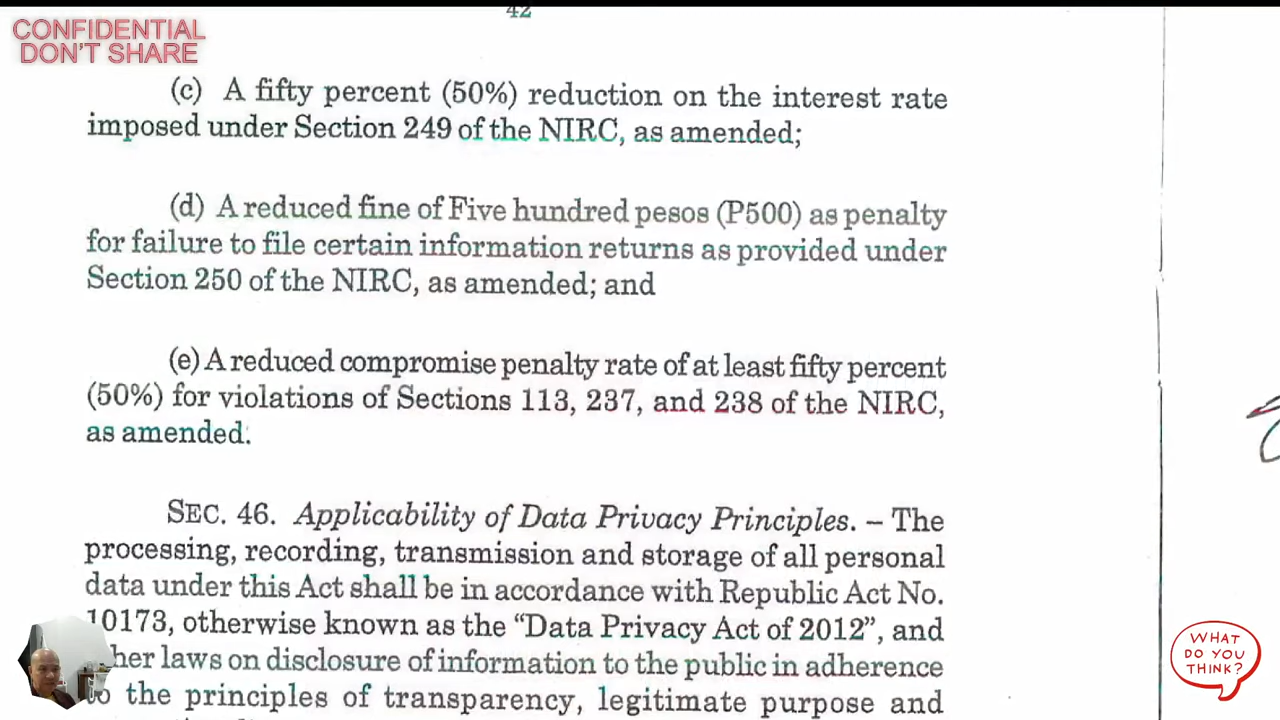 42
CONFIDENTIAL
DON'T SHARE
(c) A fifty percent (50%) reduction on the interest rate
imposed under Section 249 of the NIRC, as amended;
(d) A reduced fine of Five hundred pesos (P500) as penalty
for failure to file certain information returns as provided under
Section 250 of the NIRC, as amended; and
(e) A reduced compromise penalty rate of at least fifty percent
(50%) for violations of Sections 113, 237, and 238 of the NIRC,
as amended.
SEC. 46. Applicability of Data Privacy Principles. – The
processing, recording, transmission and storage of all personal
data under this Act shall be in accordance with Republic Act No.
10173, otherwise known as the “Data Privacy Act of 2012”, and
her laws on disclosure of information to the public in adherence
to the principles of transparency, legitimate purpose and
WHAT
DO YOU
THINK?